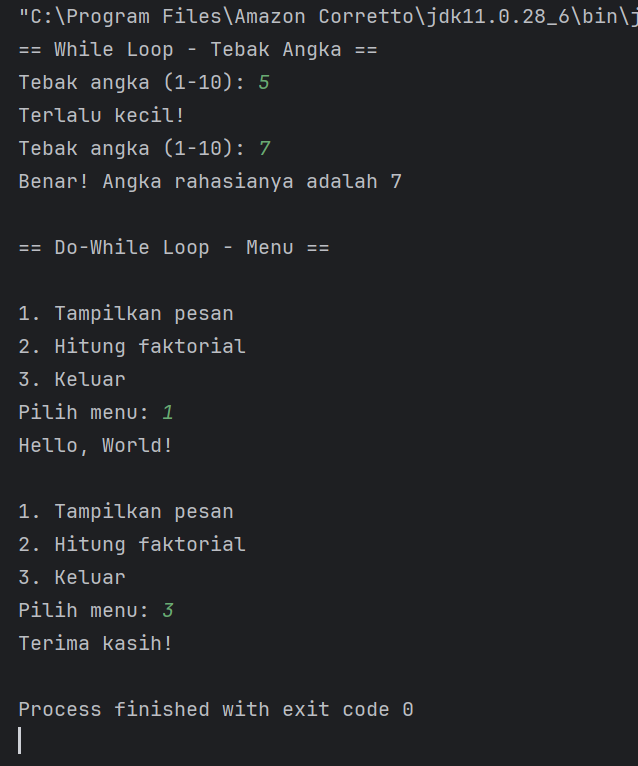 "C:\Program Files\Amazon Corretto\jdk11.0.28_6\bin\j
== While Loop - Tebak Angka ==
Tebak angka (1-10): 5
Terlalu kecil!
Tebak angka (1-10): 7
Benar! Angka rahasianya adalah 7
== Do-While Loop - Menu ==
1. Tampilkan pesan
2. Hitung faktorial
3. Keluar
Pilih menu: 1
Hello, World!
1. Tampilkan pesan
2. Hitung faktorial
3. Keluar
Pilih menu: 3
Terima kasih!
Process finished with exit code 0